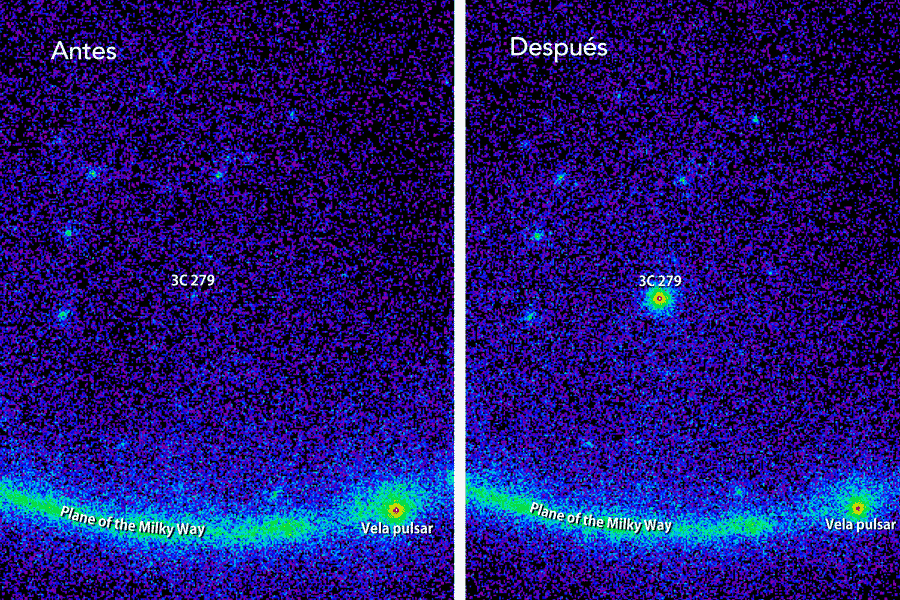 Antes
3C 279
Plane of the Milky Way
Vela pulsar
Después
3C 279
Plane of the Milky Way
Vela pulsar